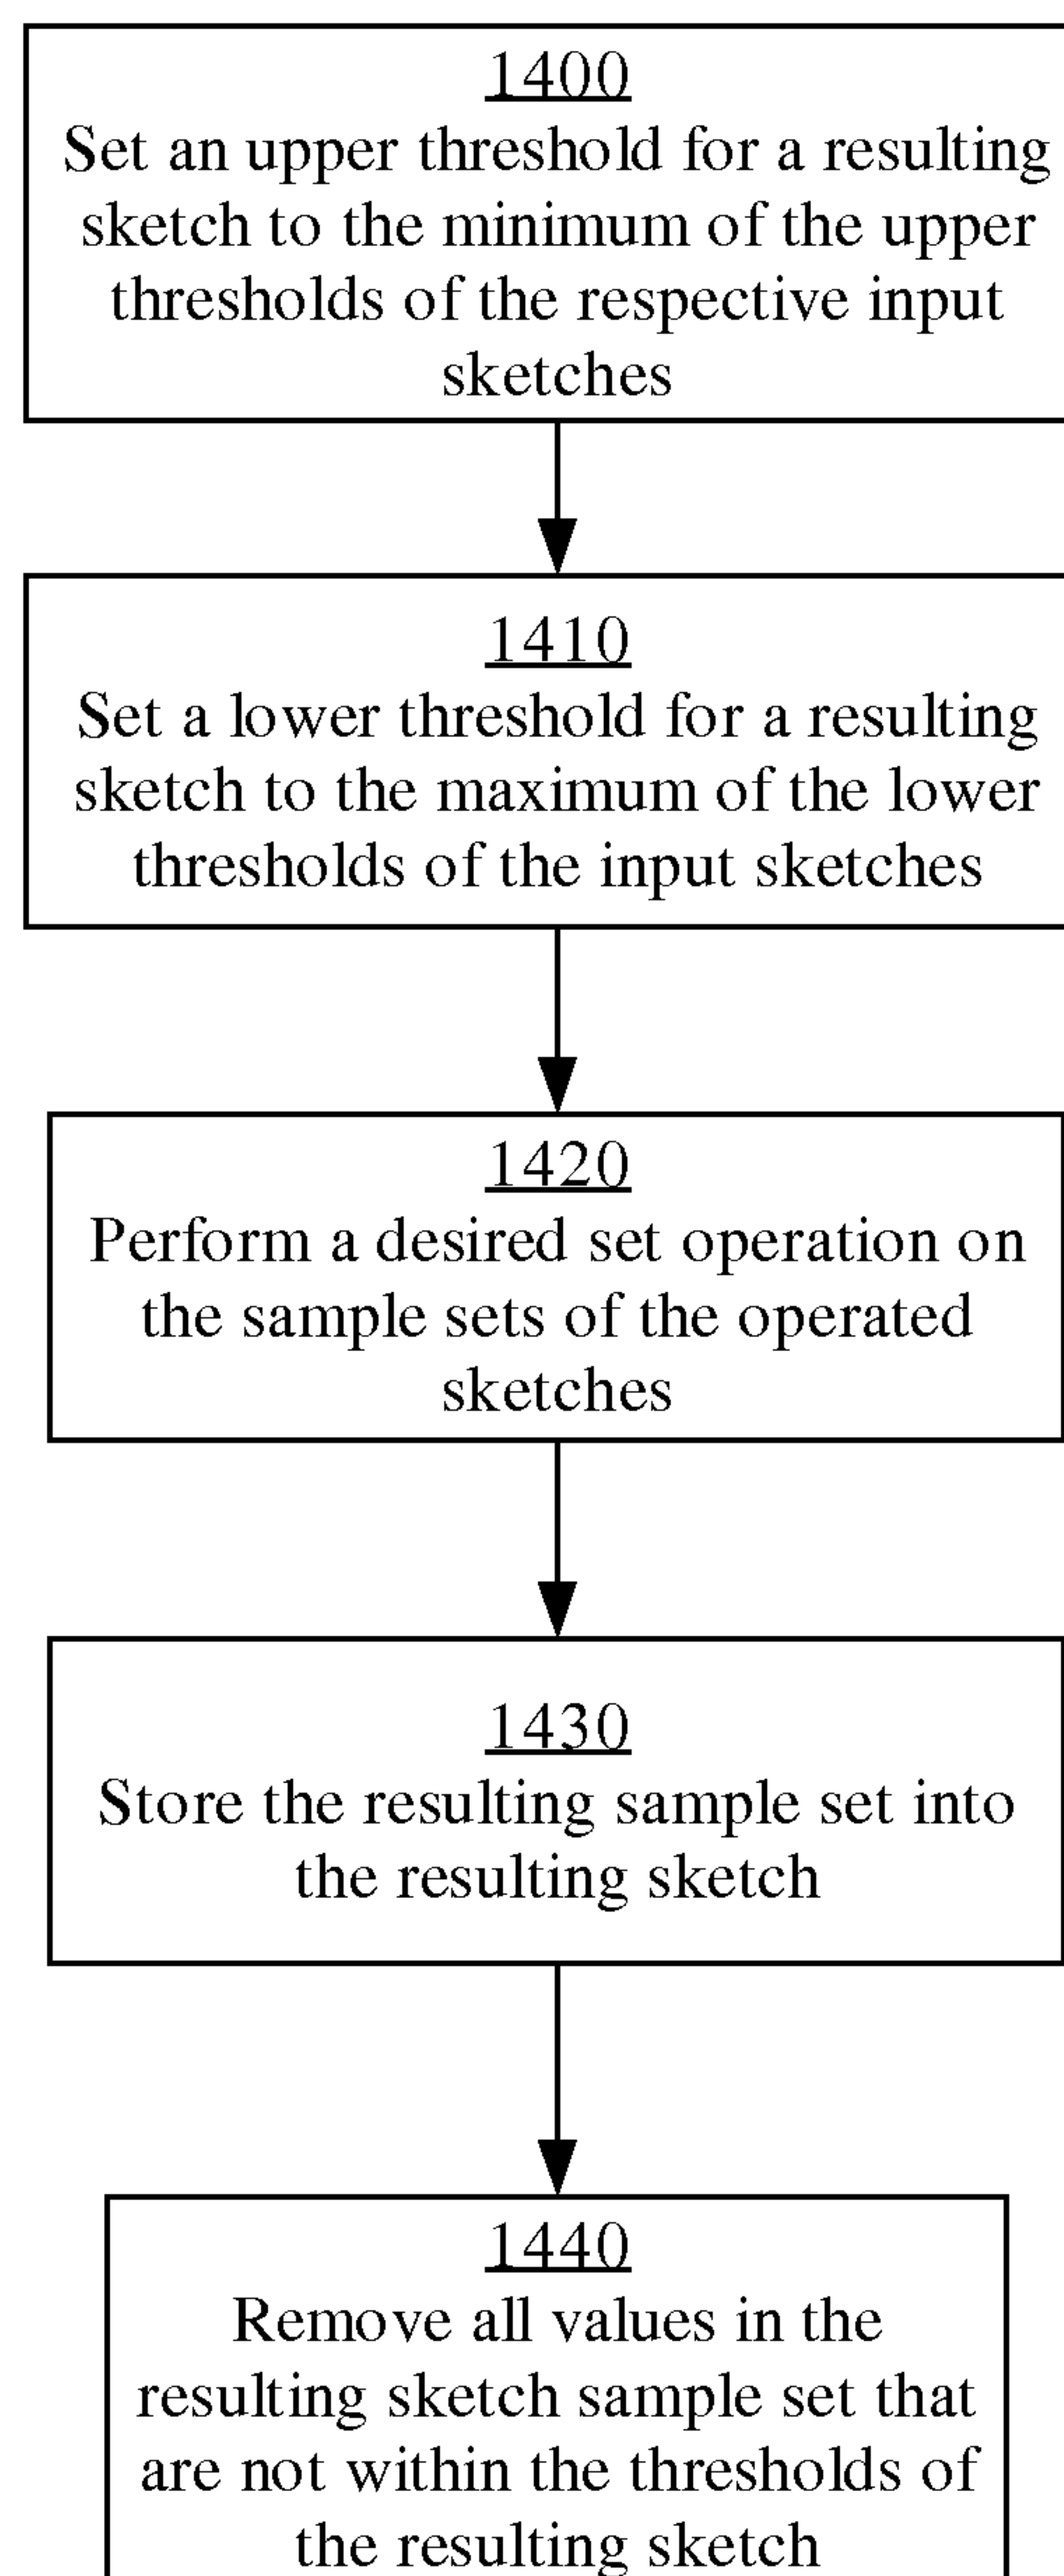 1400
Set an upper threshold for a resulting
sketch to the minimum of the upper
thresholds of the respective input
sketches
1410
Set a lower threshold for a resulting
sketch to the maximum of the lower
thresholds of the input sketches
1420
Perform a desired set operation on
the sample sets of the operated
sketches
1430
Store the resulting sample set into
the resulting sketch
1440
Remove all values in the
resulting sketch sample set that
are not within the thresholds of
the resulting sketch